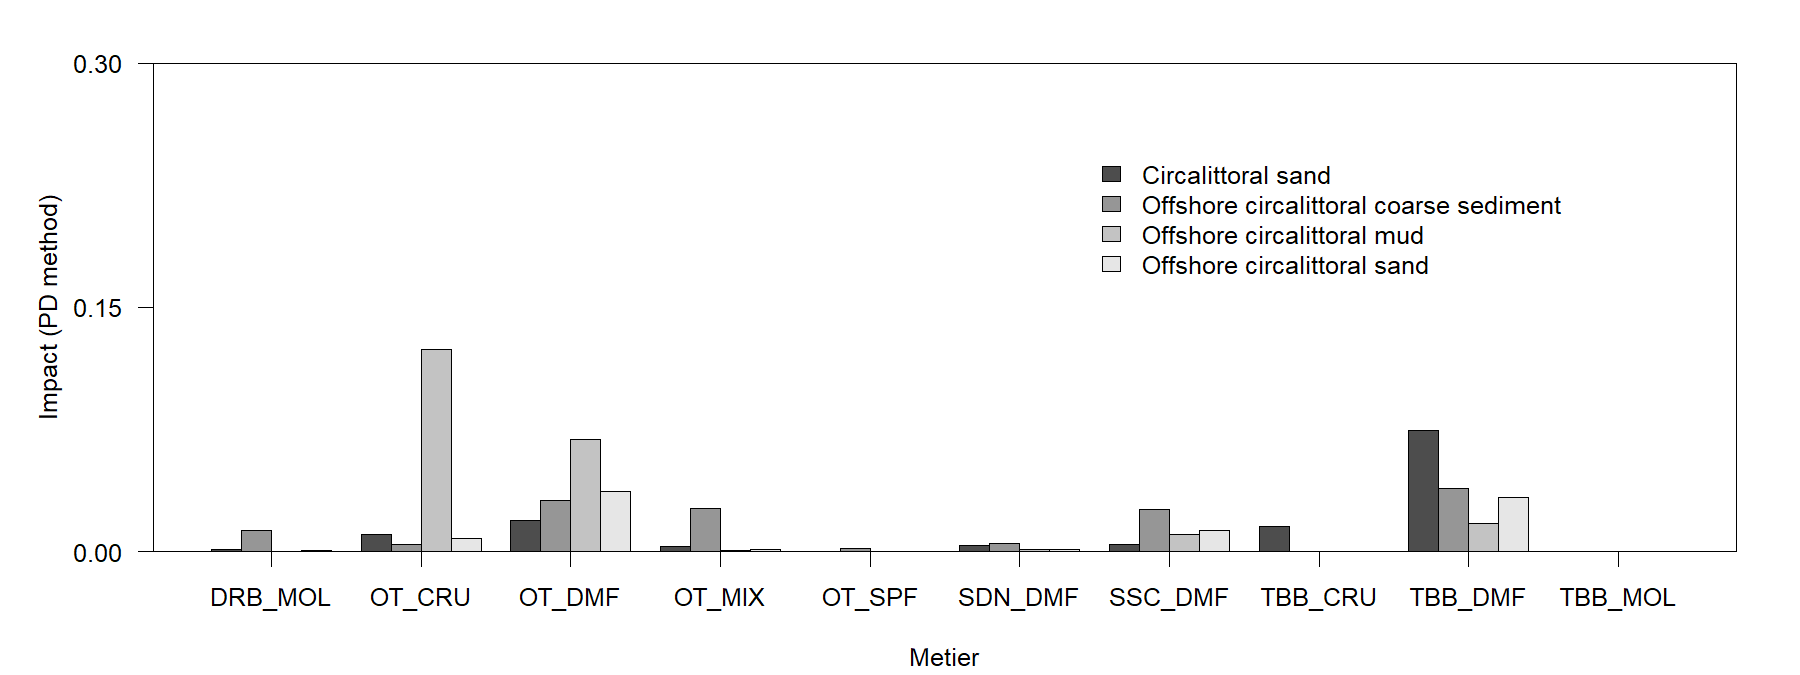 0.30
0.15
0.00
Impact (PD method)
Circalittoral sand
Offshore circalittoral coarse sediment
Offshore circalittoral mud
Offshore circalittoral sand
DRB_MOL OT_CRU OT_DMF OT_MIX OT_SPF SDN_DMF SSC_DMF TBB_CRU TBB_DMF TBB_MOL
Metier